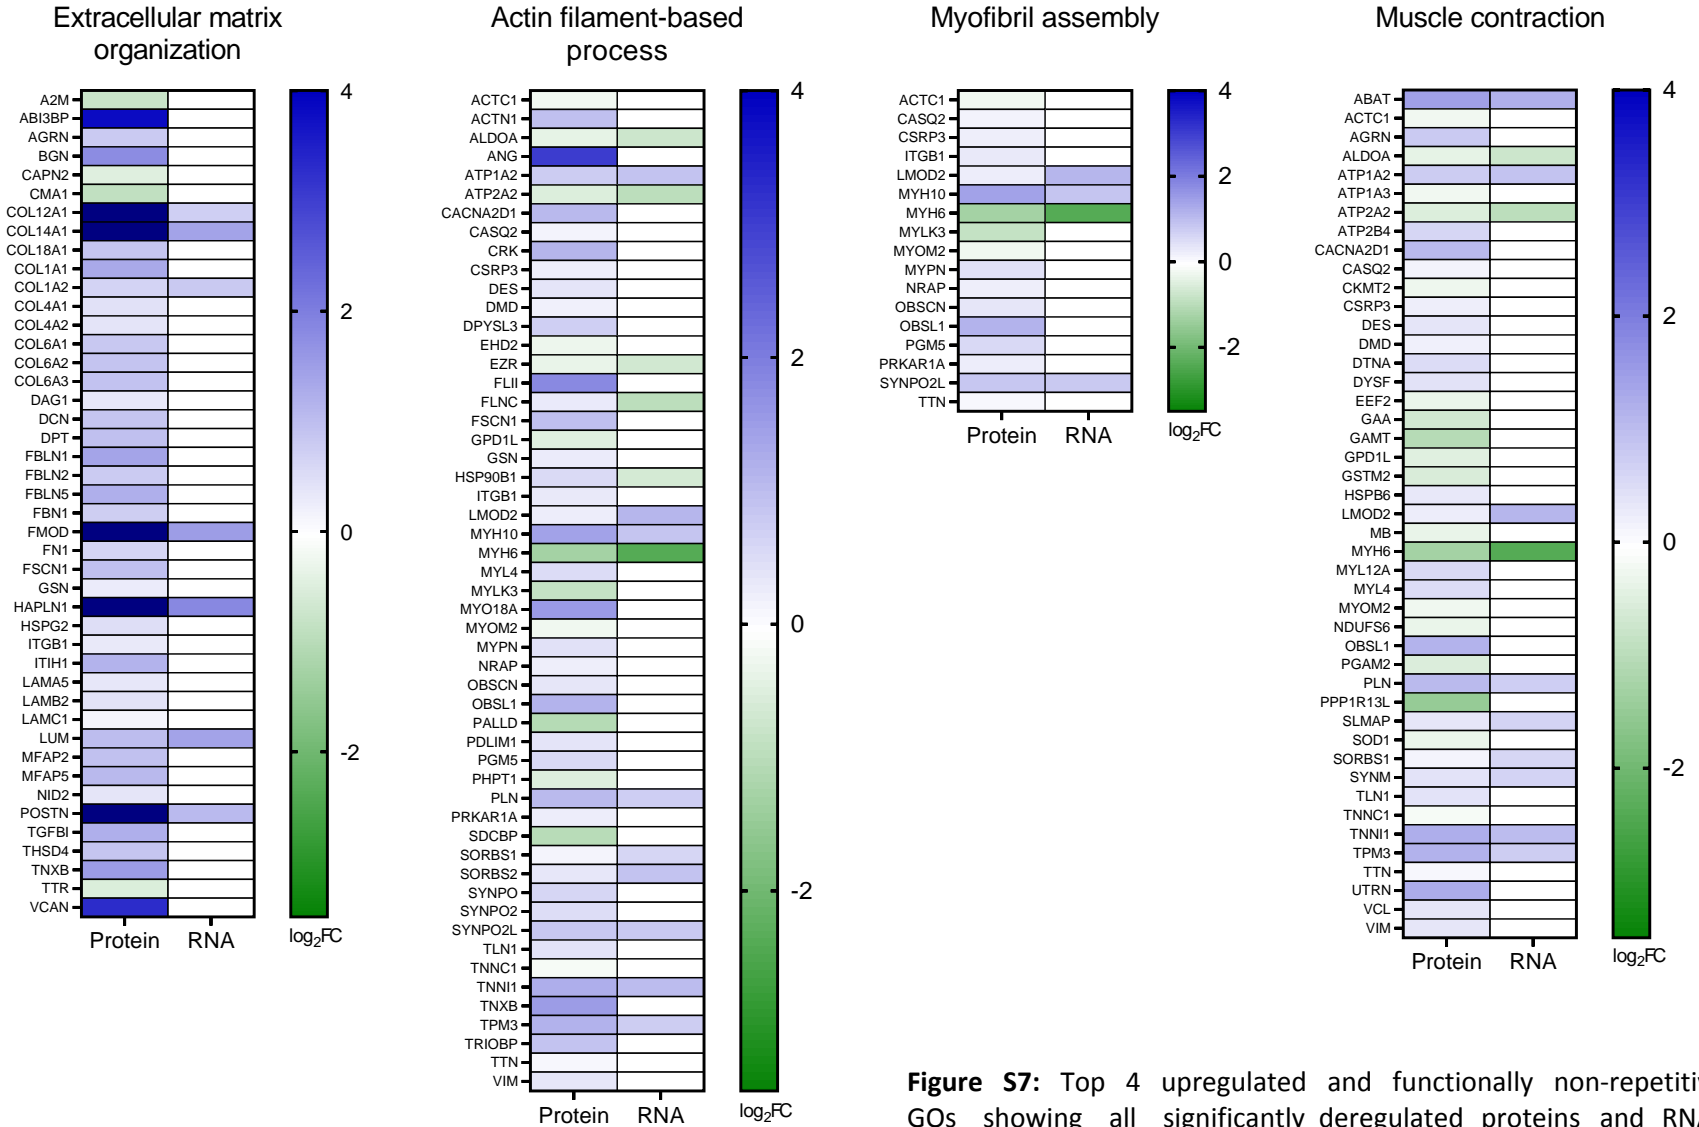 Extracellular matrix
organization
A2M
ABI3BP
AGRN
BGN
CAPN2
CMA1
COL12A1
COL14A1
COL18A1
COL1A1
COL1A2
COL4A1
COL4A2
COL6A1
COL6A2
COL6A3
DAG1
DCN
DPT
FBLN1
FBLN2
FBLN5
FBN1
FMOD
FN1
FSCN1
GSN
HAPLN1
HSPG2
ITGB1
ITIH1
LAMA5
LAMB2
LAMC1
LUM
MFAP2
MFAP5
NID2
POSTN
TGFBI
THSD4
TNXB
TTR
VCAN
Protein RNA
4
2
0
-2
log2FC
Actin filament-based
process
ACTC1
ACTN1
ALDOA
ANG
ATP1A2
ATP2A2
CACNA2D1
CASQ2
CRK
CSRP3
DES
DMD
DPYSL3
EHD2
EZR
FLII
FLNC
FSCN1
GPD1L
GSN
HSP90B1
ITGB1
LMOD2
MYH10
MYH6
MYL4
MYLK3
MYO18A
MYOM2
MYPN
NRAP
OBSCN
OBSL1
PALLD
PDLIM1
PGM5
PHPT1
PLN
PRKAR1A
SDCBP
SORBS1
SORBS2
SYNPO
SYNPO2
SYNPO2L
TLN1
TNNC1
TNNI1
TNXB
TPM3
TRIOBP
TTN
VIM
Protein RNA
4
2
0
-2
log2FC
Myofibril assembly
ACTC1
CASQ2
CSRP3
ITGB1
LMOD2
MYH10
MYH6
MYLK3
MYOM2
MYPN
NRAP
OBSCN
OBSL1
PGM5
PRKAR1A
SYNPO2L
TTN
Protein RNA
4
2
0
-2
log2FC
Muscle contraction
ABAT
ACTC1
AGRN
ALDOA
ATP1A2
ATP1A3
ATP2A2
ATP2B4
CACNA2D1
CASQ2
CKMT2
CSRP3
DES
DMD
DTNA
DYSF
EEF2
GAA
GAMT
GPD1L
GSTM2
HSPB6
LMOD2
MB
MYH6
MYL12A
MYL4
MYOM2
NDUFS6
OBSL1
PGAM2
PLN
PPP1R13L
SLMAP
SOD1
SORBS1
SYNM
TLN1
TNNC1
TNNI1
TPM3
TTN
UTRN
VCL
VIM
Protein RNA
4
2
0
-2
log2FC
Figure S7: Top 4 upregulated and functionally non-repetitiv
GOs showing all significantly deregulated proteins and RNA